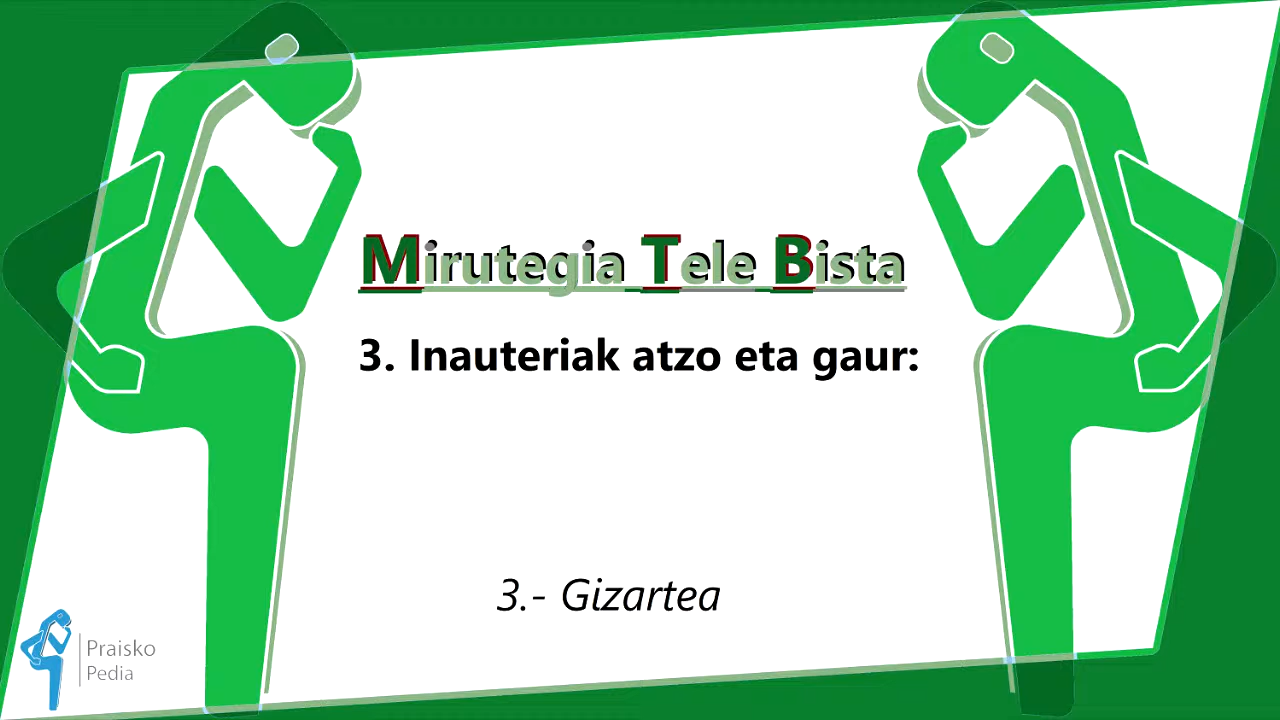 Mirutegia Tele Bista
3. Inauteriak atzo eta gaur:
3.- Gizartea
Praisko
Pedia